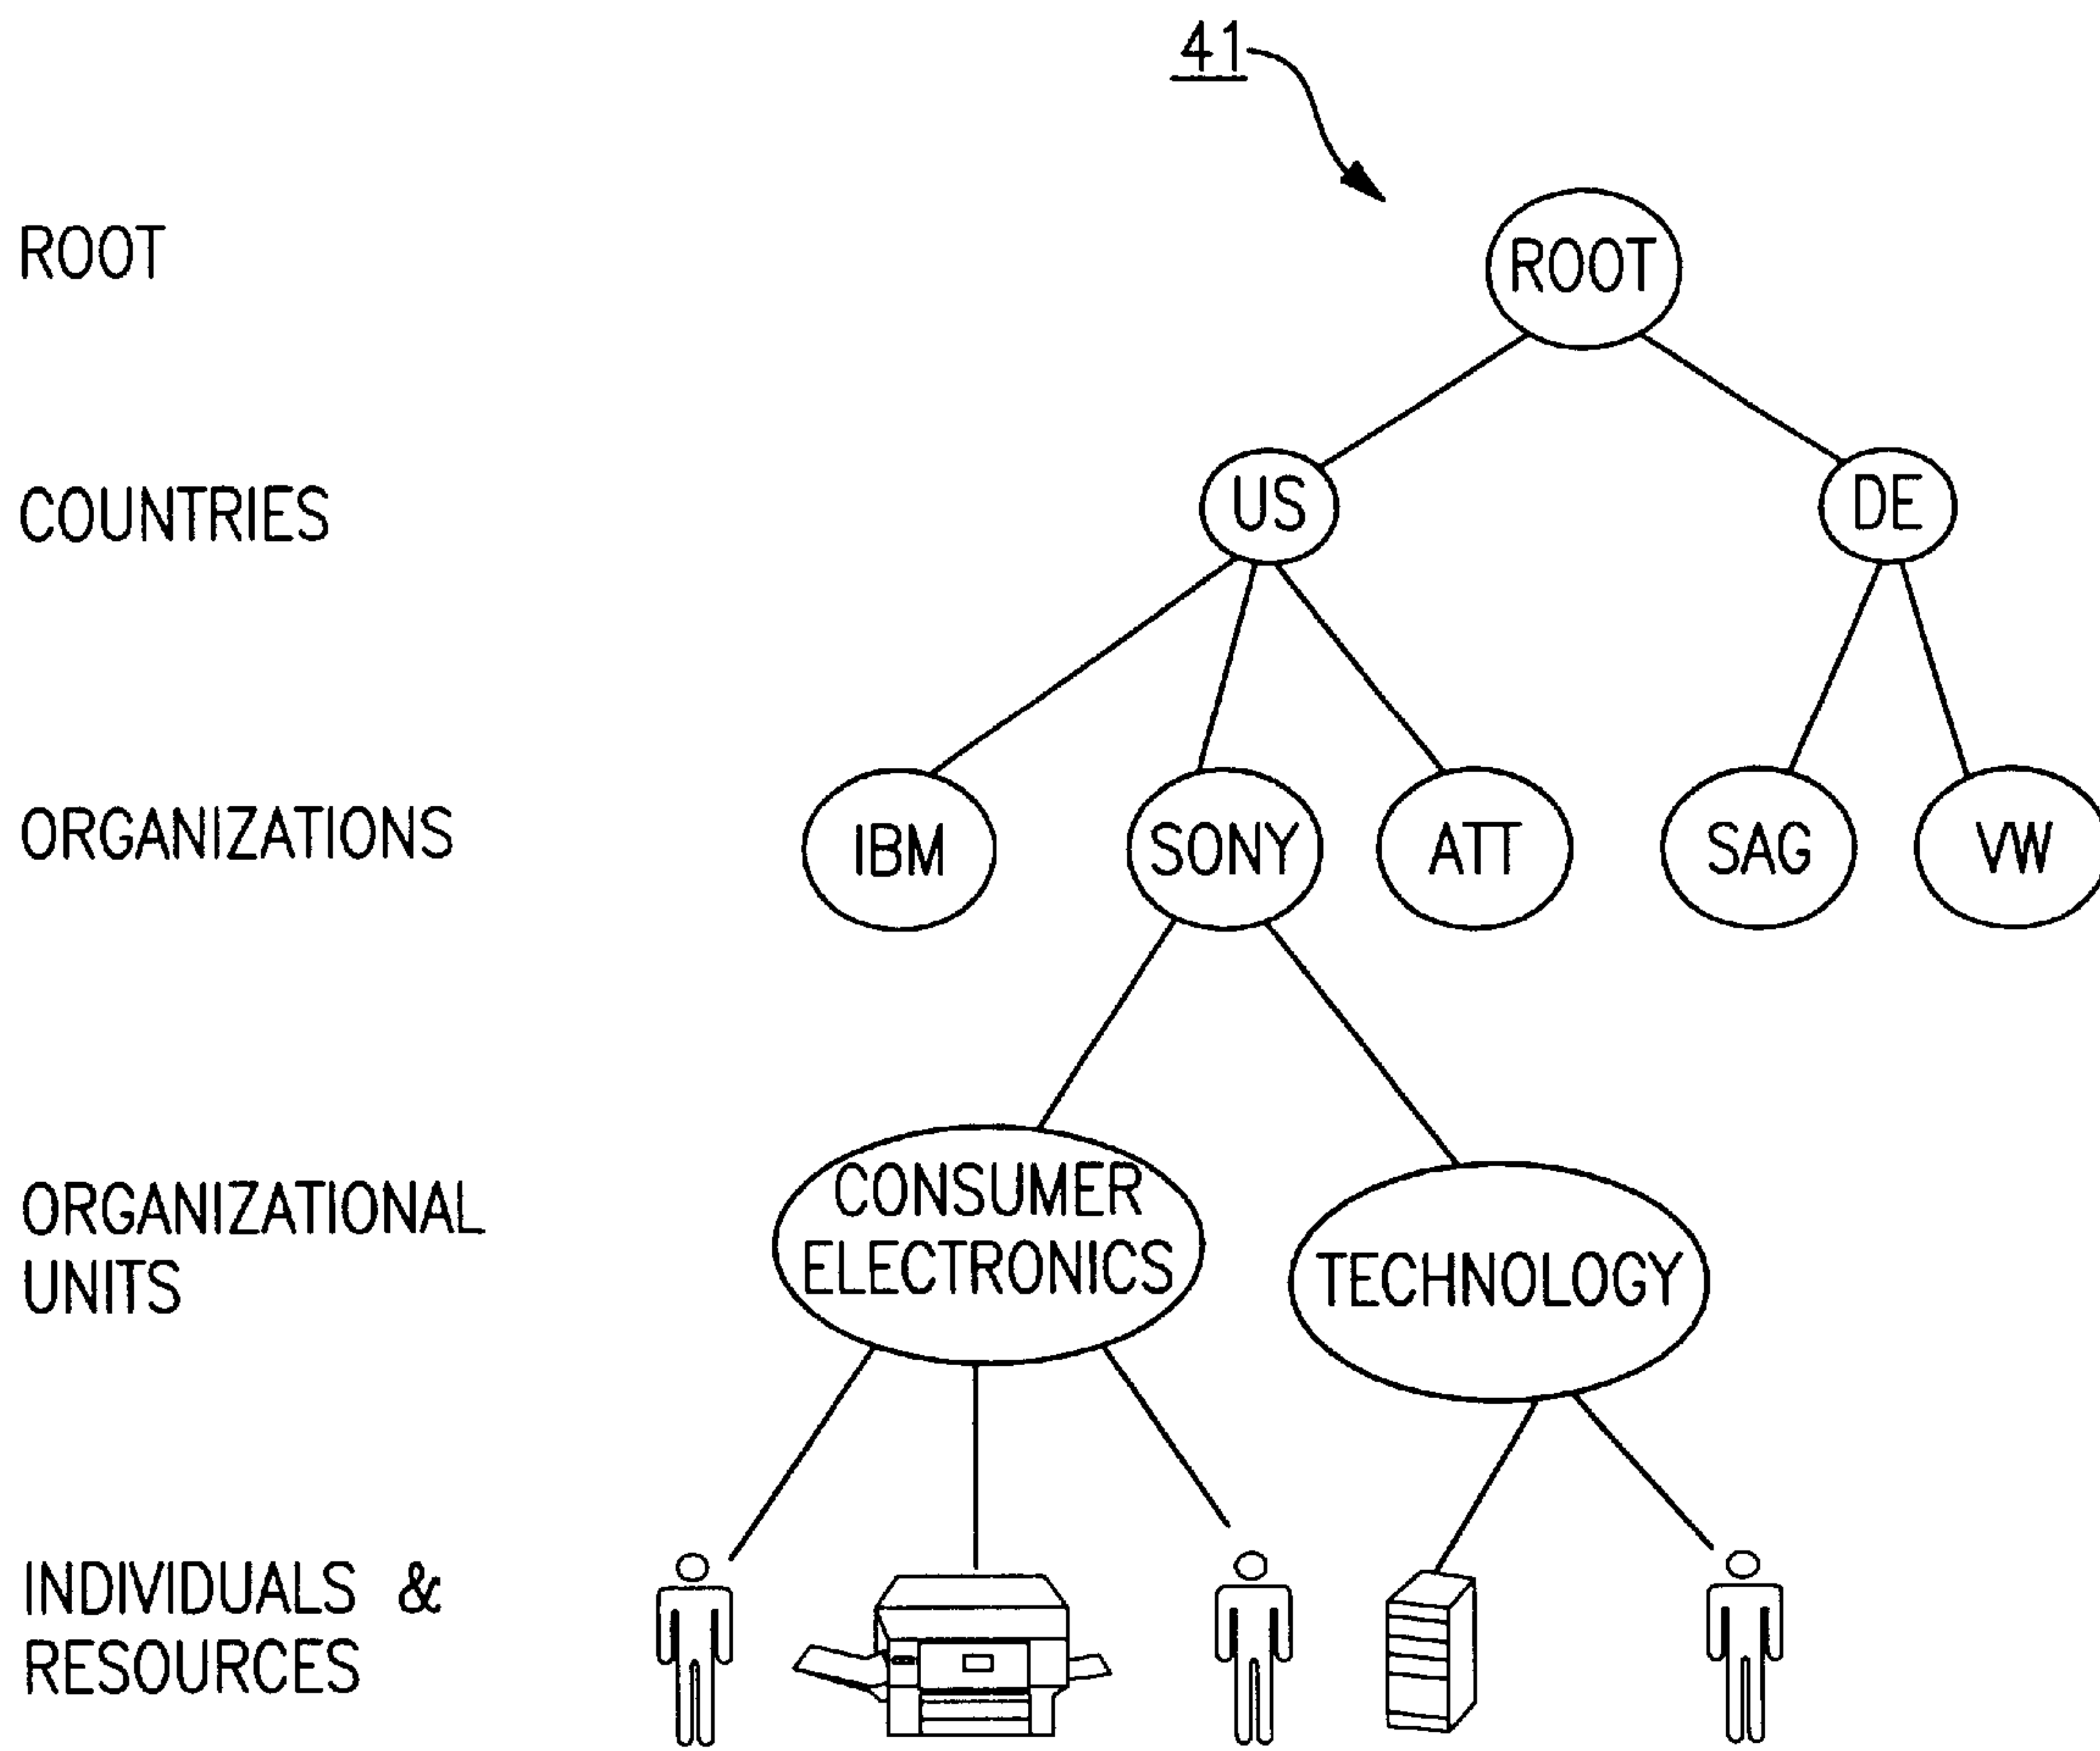 41
ROOT
ROOT
COUNTRIES
US
DE
ORGANIZATIONS
IBM
SONY
ATT
SAG
VW
ORGANIZATIONAL
UNITS
CONSUMER
ELECTRONICS
TECHNOLOGY
INDIVIDUALS &
RESOURCES